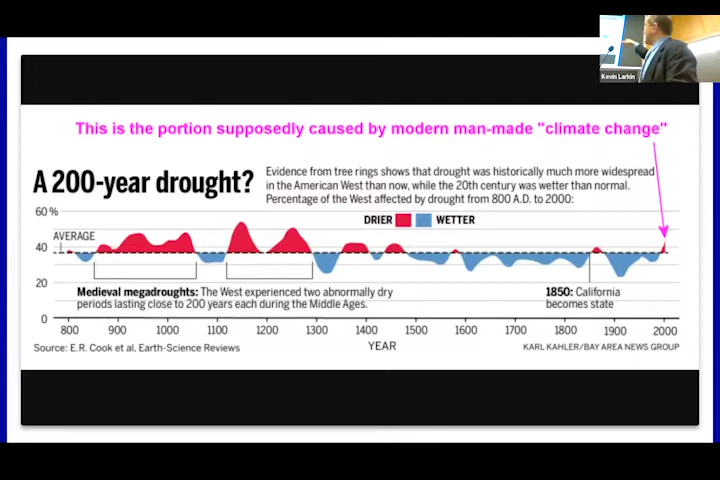 Kevin Larkin
This is the portion supposedly caused by modern man-made "climate change"
A 200-year drought?
Evidence from tree rings shows that drought was historically much more widespread
in the American West than now, while the 20th century was wetter than normal.
Percentage of the West affected by drought from 800 A.D. to 2000:
60%
DRIER WETTER
AVERAGE
40
20
Medieval megadroughts: The West experienced two abnormally dry
periods lasting close to 200 years each during the Middle Ages.
1850: California
becomes state
0
800 900 1000 1100 1200 1300 1400 1500 1600 1700 1800 1900 2000
YEAR
Source: E.R. Cook et al, Earth-Science Reviews
KARL KAHLER/BAY AREA NEWS GROUP